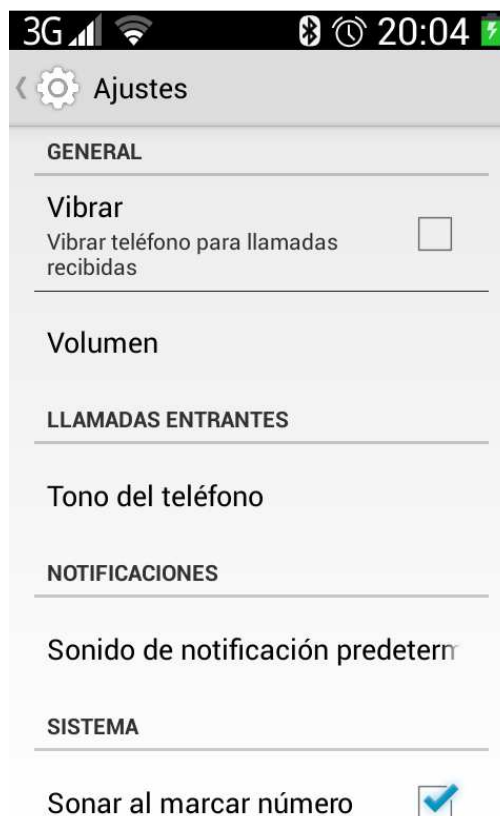 3G 20:04
Ajustes
GENERAL
Vibrar
Vibrar teléfono para llamadas
recibidas
Volumen
LLAMADAS ENTRANTES
Tono del teléfono
NOTIFICACIONES
Sonido de notificación predeterm
SISTEMA
Sonar al marcar número